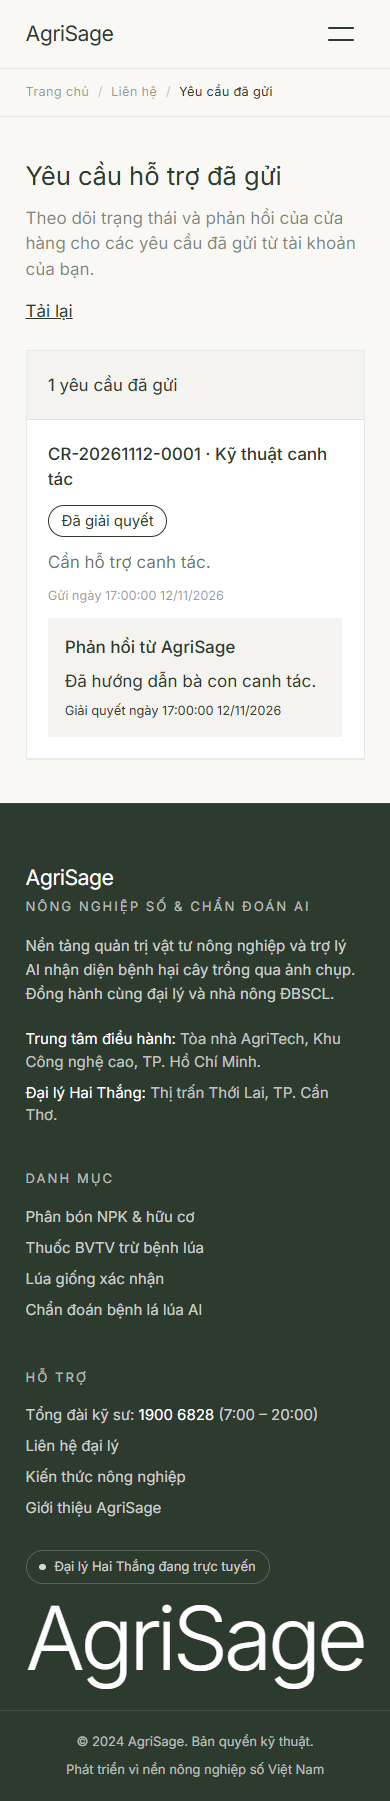 AgriSage
Trang chủ / Liên hệ / Yêu cầu đã gửi
Yêu cầu hỗ trợ đã gửi
Theo dõi trạng thái và phản hồi của cửa
hàng cho các yêu cầu đã gửi từ tài khoản
của bạn.
Tải lại
1 yêu cầu đã gửi
CR-20261112-0001 · Kỹ thuật canh
tác
Đã giải quyết
Cần hỗ trợ canh tác.
Gửi ngày 17:00:00 12/11/2026
Phản hồi từ AgriSage
Đã hướng dẫn bà con canh tác.
Giải quyết ngày 17:00:00 12/11/2026
AgriSage
NÔNG NGHIỆP SỐ & CHẨN ĐOÁN AI
Nền tảng quản trị vật tư nông nghiệp và trợ lý
AI nhận diện bệnh hại cây trồng qua ảnh chụp.
Đồng hành cùng đại lý và nhà nông ĐBSCL.
Trung tâm điều hành: Tòa nhà AgriTech, Khu
Công nghệ cao, TP. Hồ Chí Minh.
Đại lý Hai Thắng: Thị trấn Thới Lai, TP. Cần
Thơ.
DANH MỤC
Phân bón NPK & hữu cơ
Thuốc BVTV trừ bệnh lúa
Lúa giống xác nhận
Chẩn đoán bệnh lá lúa AI
HỖ TRỢ
Tổng đài kỹ sư: 1900 6828 (7:00 – 20:00)
Liên hệ đại lý
Kiến thức nông nghiệp
Giới thiệu AgriSage
Đại lý Hai Thắng đang trực tuyến
AgriSage
© 2024 AgriSage. Bản quyền kỹ thuật.
Phát triển vì nền nông nghiệp số Việt Nam